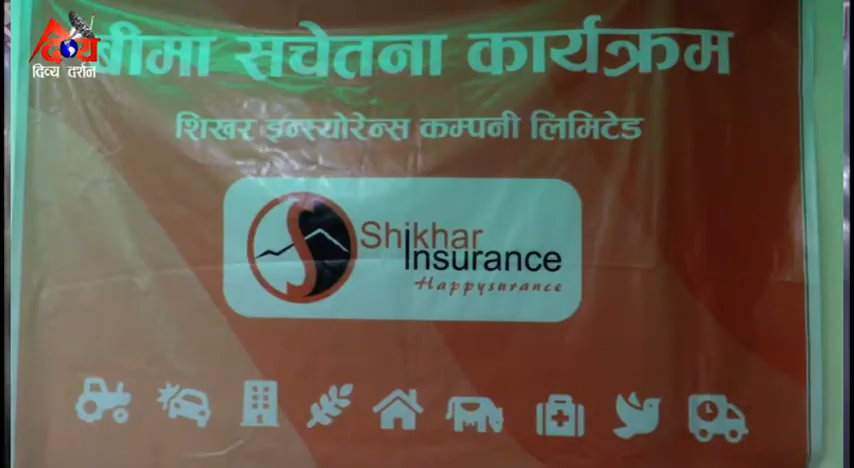 दिव्य
दिव्य दर्शन
बीमा सचेतना कार्यक्रम
शिखर इन्स्योरेन्स कम्पनी लिमिटेड
Shikhar
Insurance
Happysurance